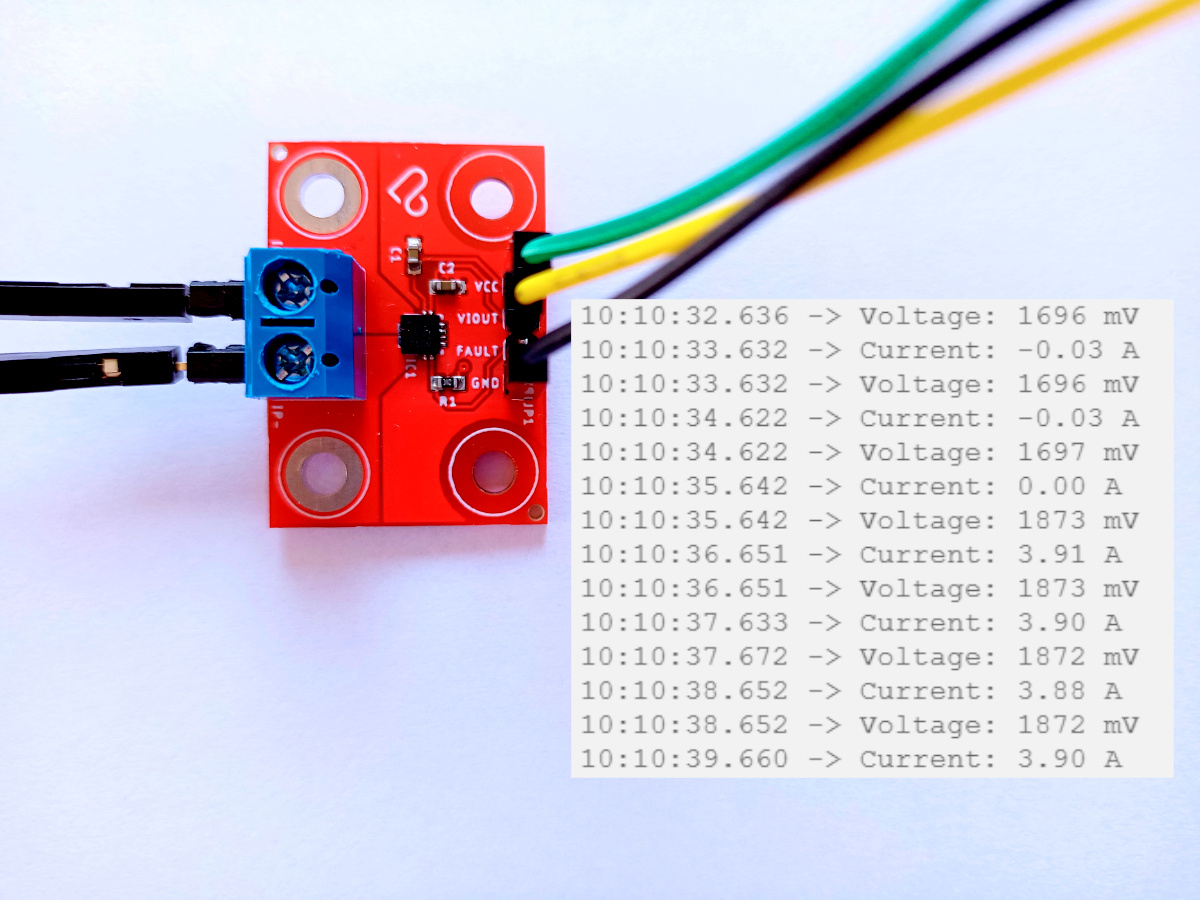 C1
C2
VCC
VIOUT
FAULT
GND
IC1
R1
JP1
IP-
10:10:32.636 -> Voltage: 1696 mV
10:10:33.632 -> Current: -0.03 A
10:10:33.632 -> Voltage: 1696 mV
10:10:34.622 -> Current: -0.03 A
10:10:34.622 -> Voltage: 1697 mV
10:10:35.642 -> Current: 0.00 A
10:10:35.642 -> Voltage: 1873 mV
10:10:36.651 -> Current: 3.91 A
10:10:36.651 -> Voltage: 1873 mV
10:10:37.633 -> Current: 3.90 A
10:10:37.672 -> Voltage: 1872 mV
10:10:38.652 -> Current: 3.88 A
10:10:38.652 -> Voltage: 1872 mV
10:10:39.660 -> Current: 3.90 A